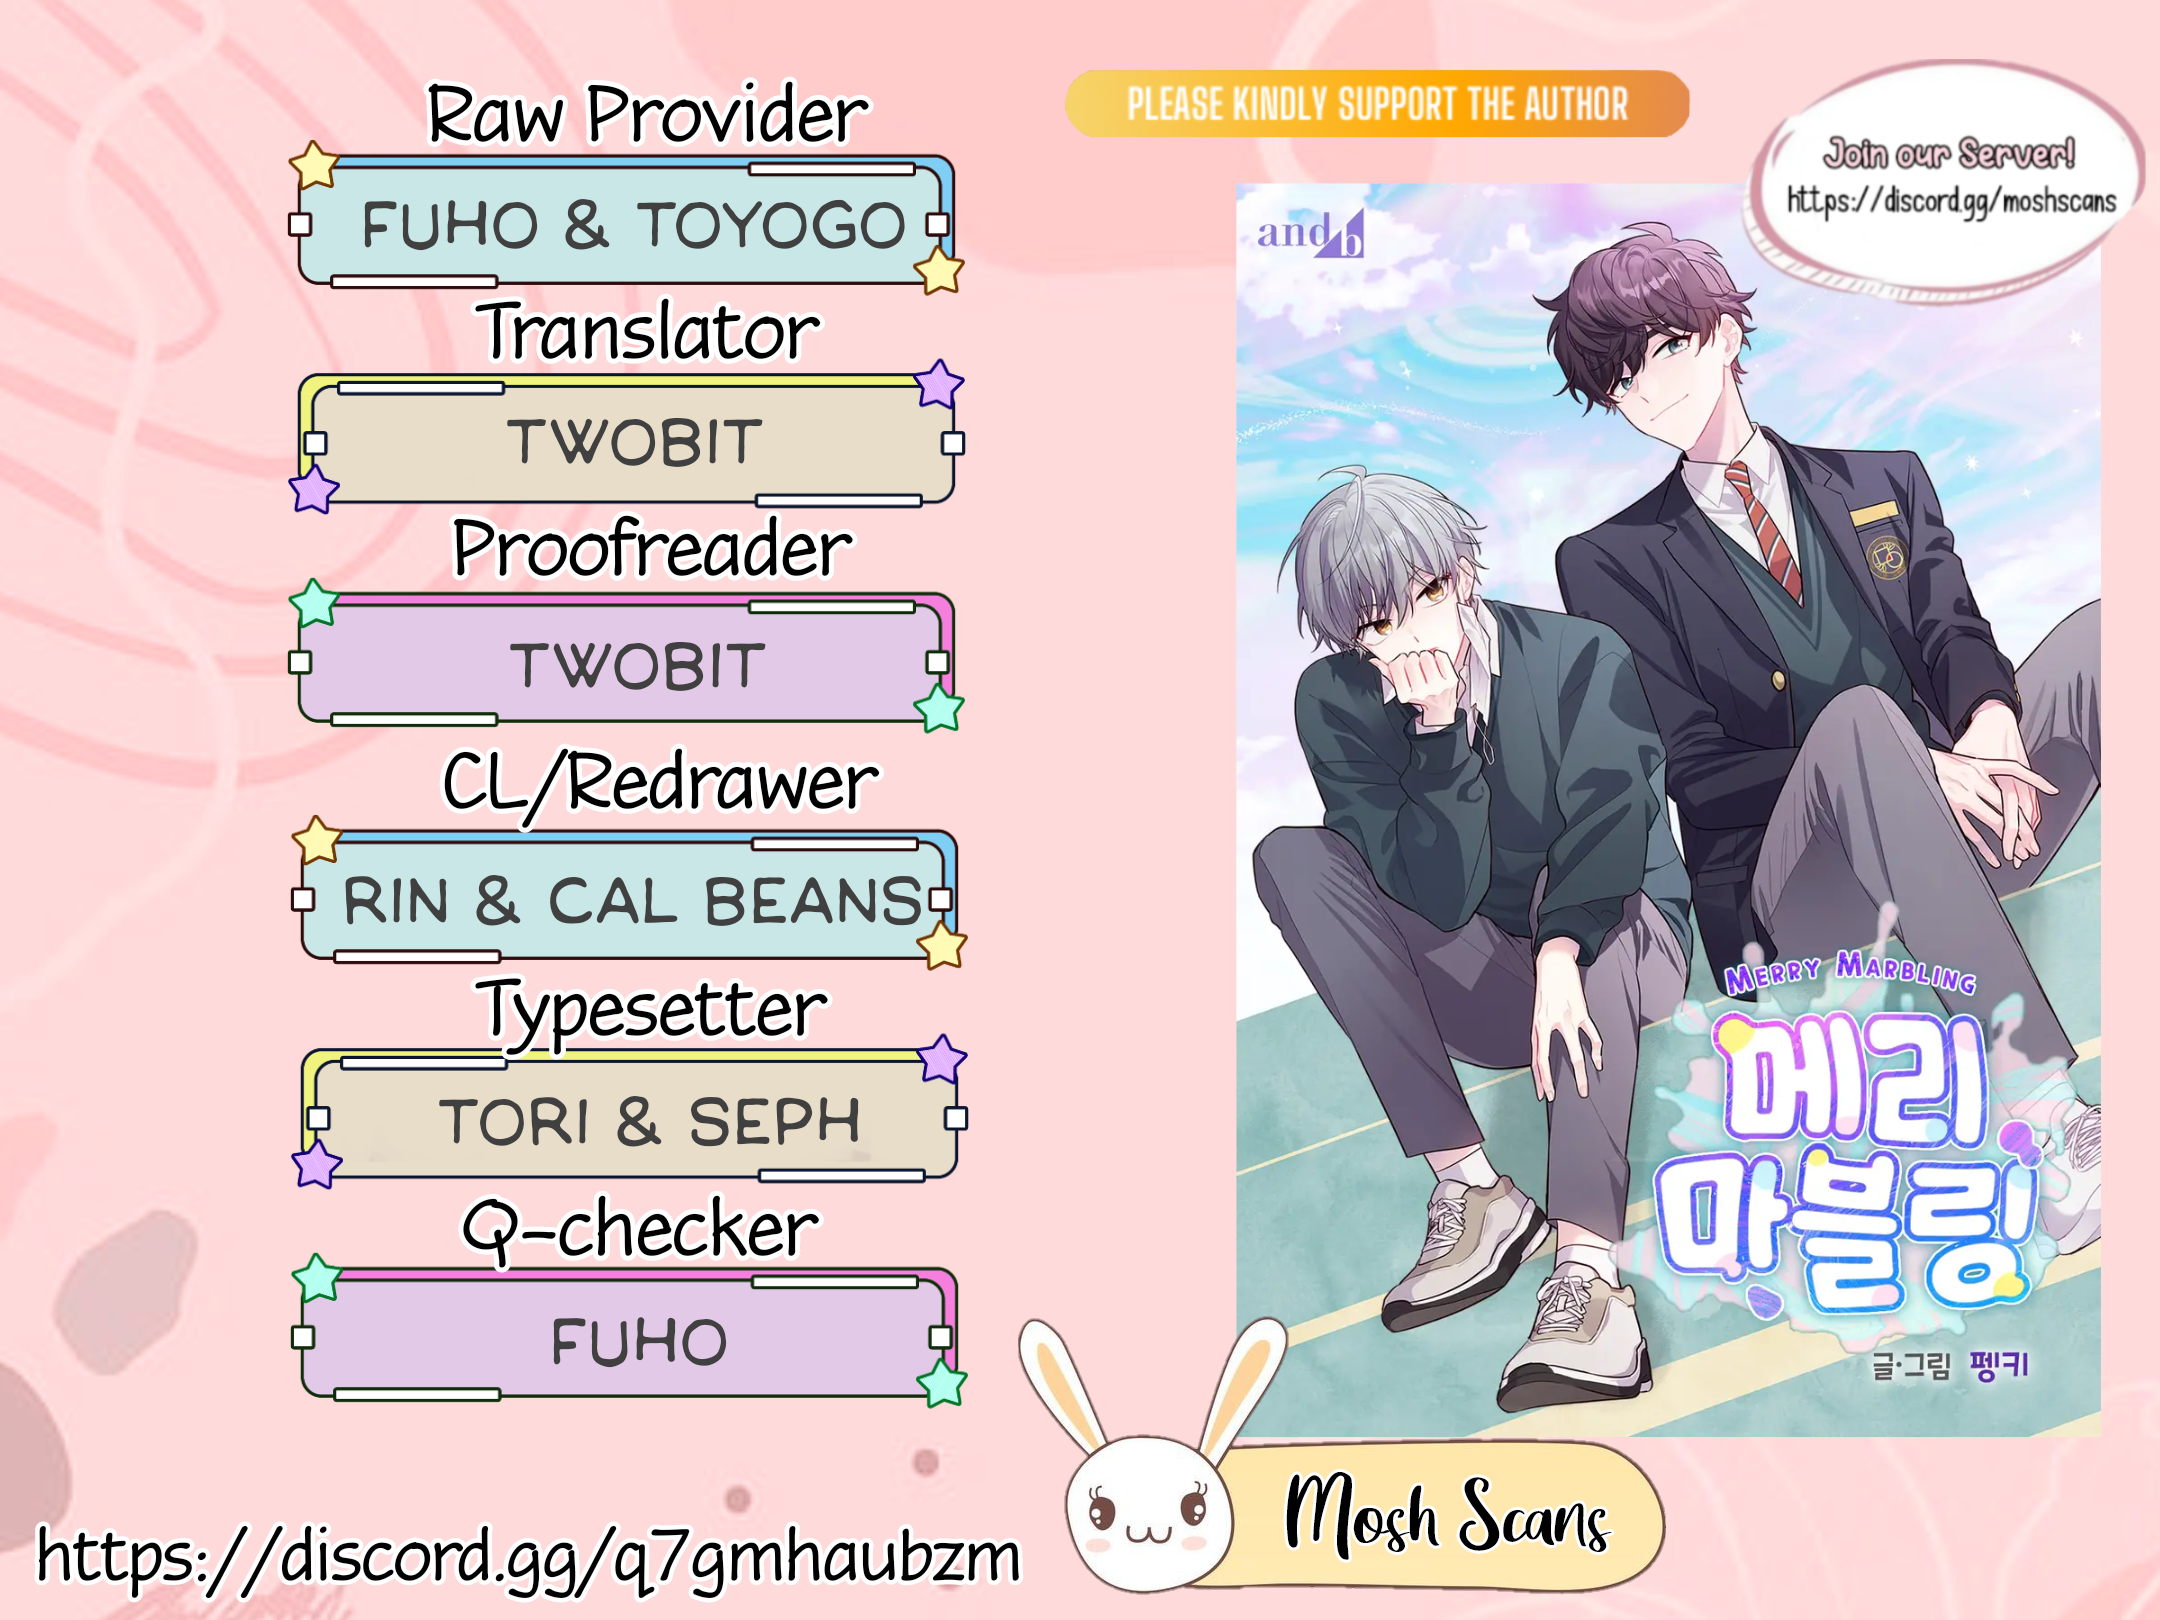 Raw Provider
FUHO & TOYOGO
Translator
TWOBIT
Proofreader
TWOBIT
CL/Redrawer
RIN & CAL BEANS
Typesetter
TORI & SEPH
Q-checker
FUHO
https://discord.gg/q7gmhaubzm
PLEASE KINDLY SUPPORT THE AUTHOR
Join our Server!
https://discord.gg/moshscans
and b
MERRY MARBLING
메리
마블링
글·그림 펭키
Mosh Scans